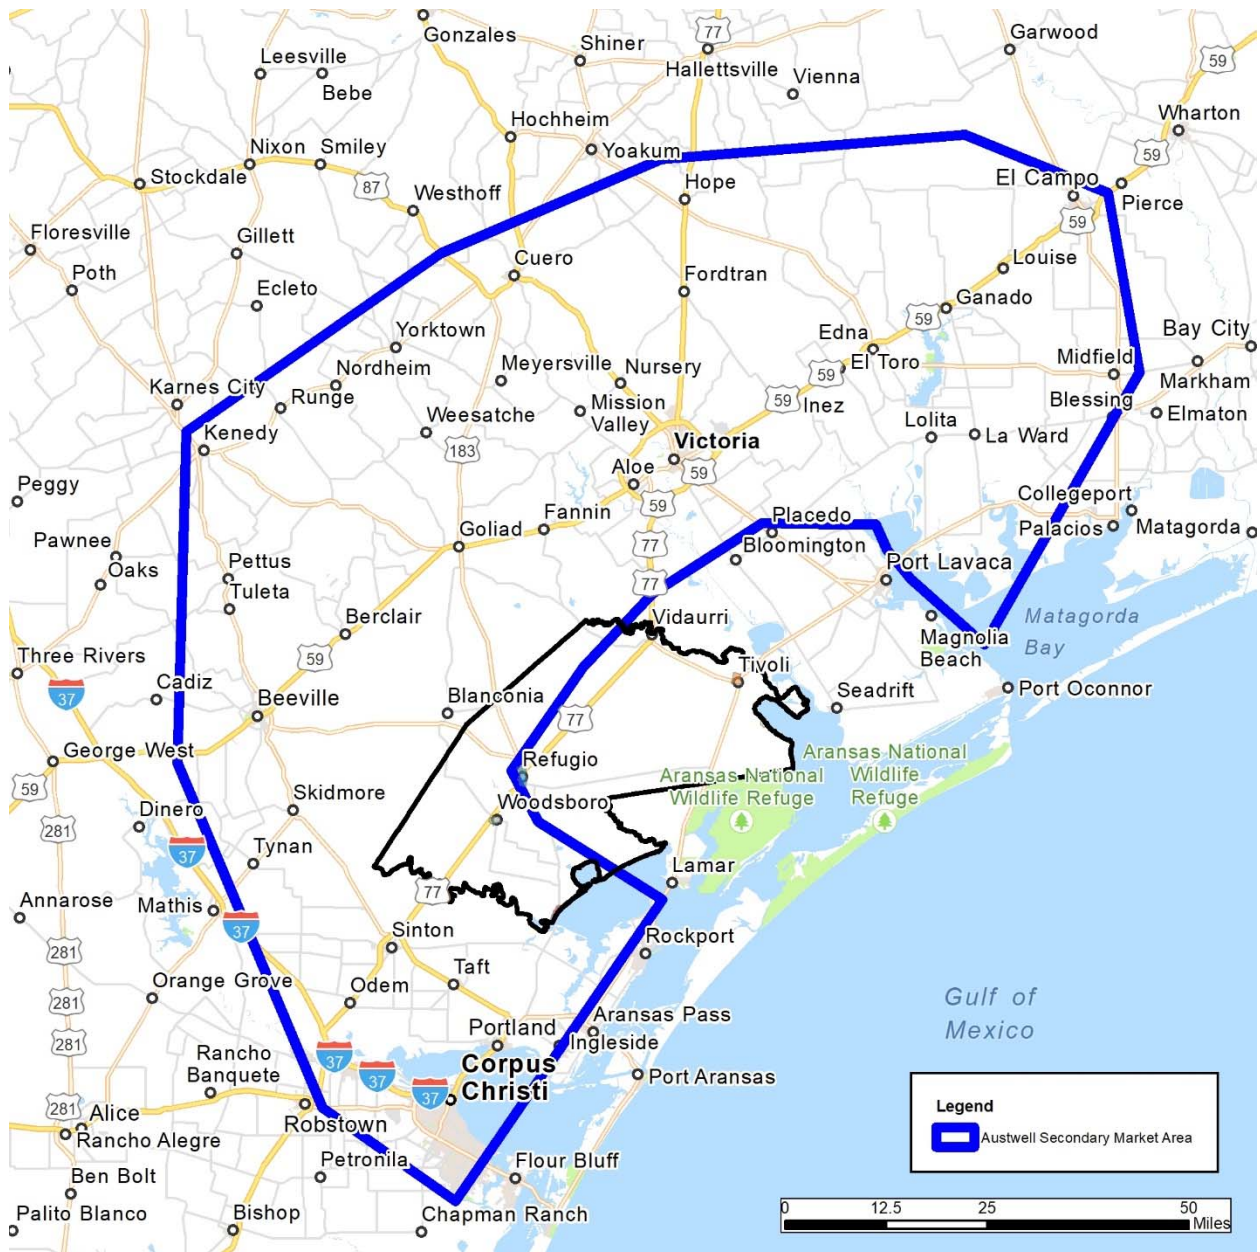 Gonzales
Shiner
77
Hallettsville
Garwood
59
Leesville
Bebe
Vienna
Wharton
Hochheim
Yoakum
59
Nixon
Smiley
Stockdale
87
Westhoff
Hope
El Campo
Pierce
59
Floresville
Gillett
Poth
Cuero
Fordtran
Louise
Ecleto
Ganado
59
Yorktown
Edna
Bay City
Nordheim
Meyersville
Nursery
El Toro
Midfield
59
Markham
Karnes City
Runge
Mission
Valley
59
Inez
Blessing
Elmaton
Weesatche
Lolita
La Ward
Kenedy
Victoria
183
Aloe
59
Peggy
59
Collegeport
Fannin
Placedo
Palacios
Matagorda
Pawnee
Goliad
77
Bloomington
Oaks
Pettus
Port Lavaca
Tuleta
77
Berclair
Vidaurri
Magnolia
Beach
Matagorda
Bay
59
Three Rivers
37
Cadiz
Tivoli
Beeville
Blanconia
Seadrift
Port Oconnor
77
George West
Refugio
Aransas National
Wildlife
Refuge
Aransas National
Wildlife Refuge
59
Skidmore
Woodsboro
Dinero
281
37
Tynan
Lamar
77
Annarose
Mathis
37
281
Sinton
Rockport
Taft
Orange Grove
281
Odem
Gulf of
Mexico
Aransas Pass
281
Portland
Ingleside
37
Rancho
Banquete
37
Corpus
Christi
37
Port Aransas
281
Alice
Robstown
Rancho Alegre
Petronila
Flour Bluff
Ben Bolt
Palito Blanco
Bishop
Chapman Ranch
Legend
Austwell Secondary Market Area
0 12.5 25 50
Miles